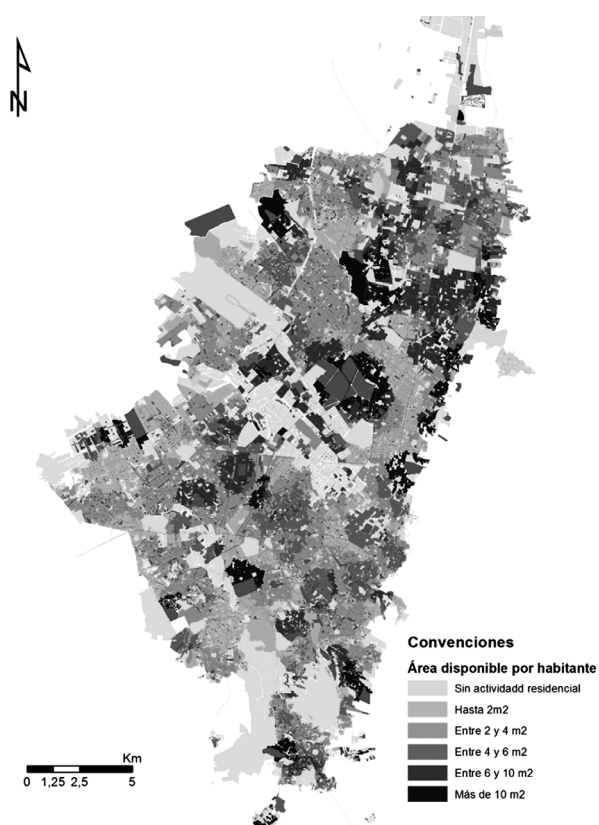 N
Convenciones
Área disponible por habitante
Sin actividadd residencial
Hasta 2m2
Entre 2 y 4 m2
Entre 4 y 6 m2
Entre 6 y 10 m2
Más de 10 m2
Km
0 1,25 2,5 5